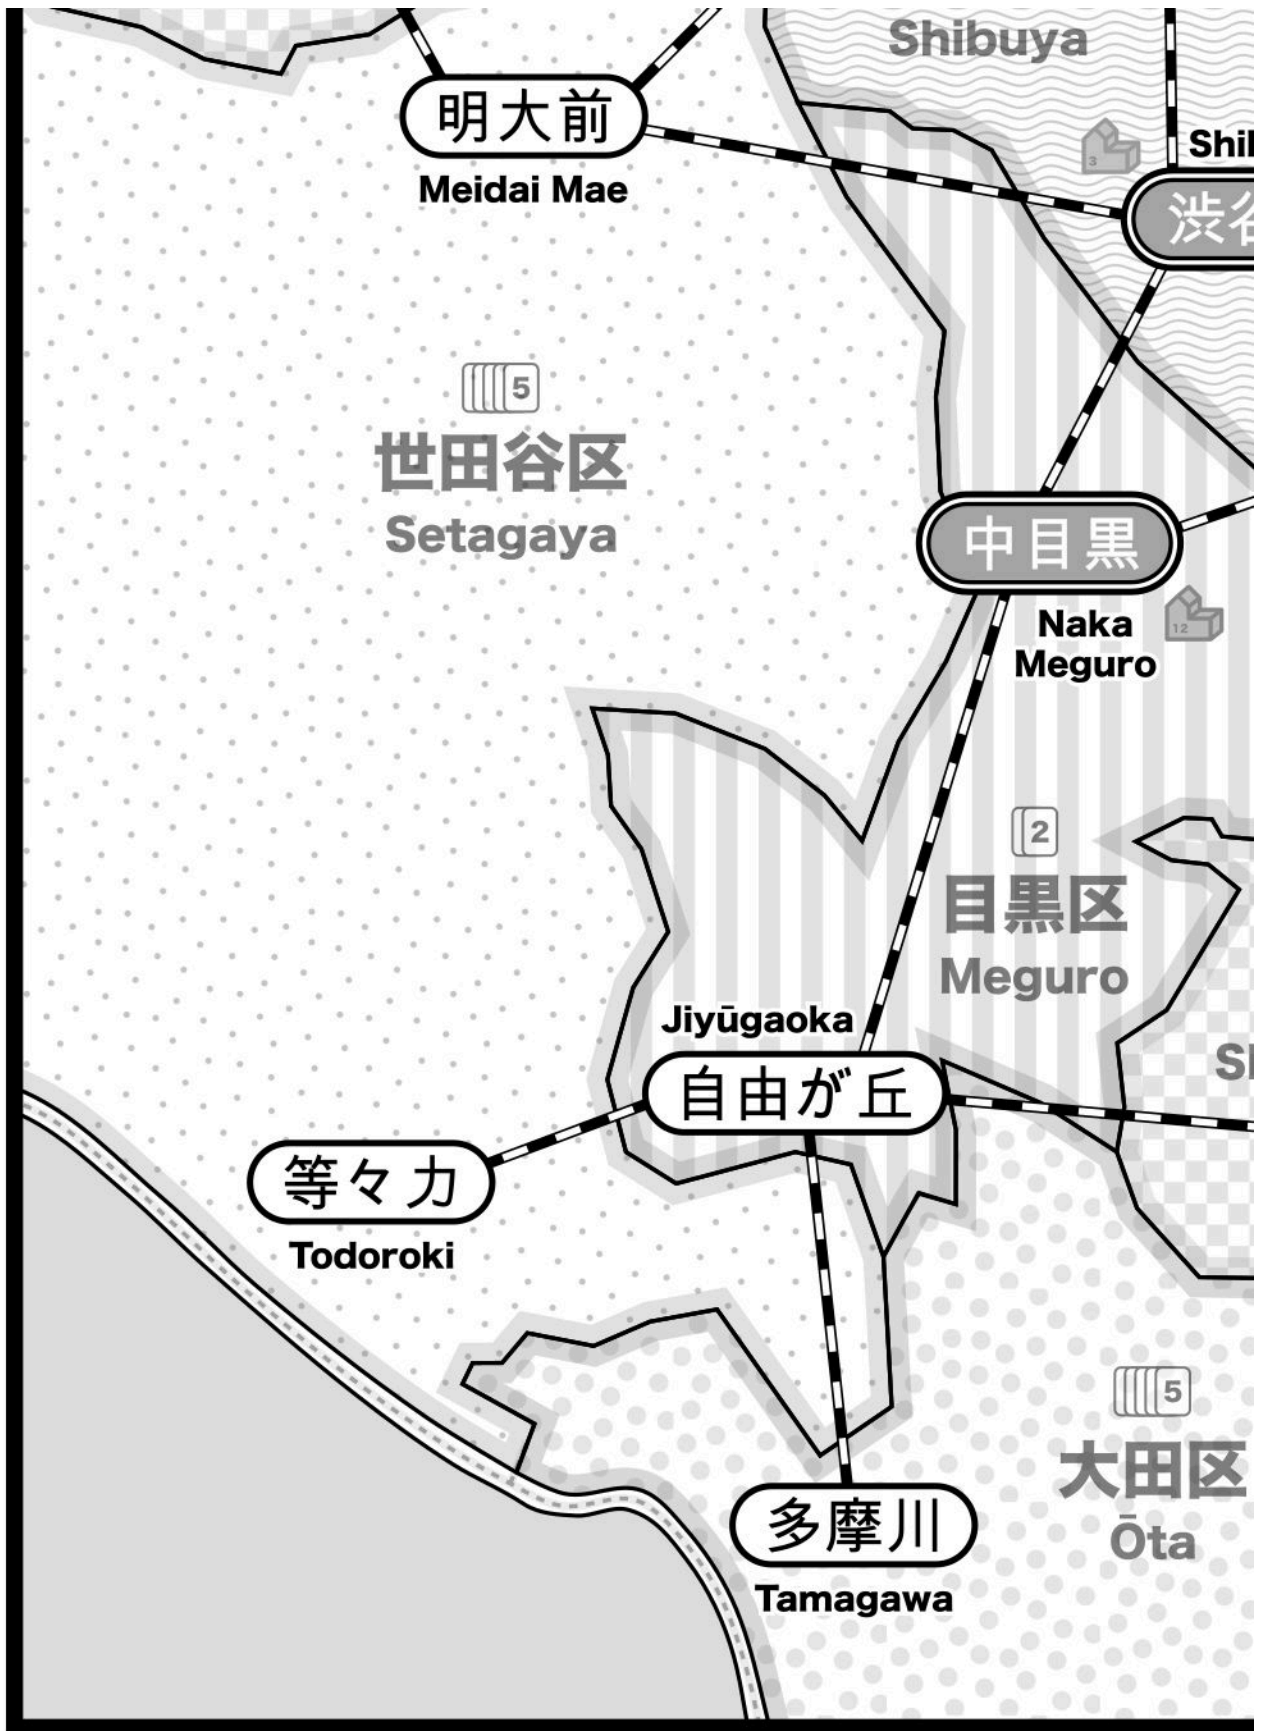 Shibuya
明大前
Meidai Mae
3
5
世田谷区
Setagaya
中目黒
Naka
Meguro
12
2
目黒区
Meguro
Jiyūgaoka
自由が丘
等々力
Todoroki
5
大田区
Ōta
多摩川
Tamagawa